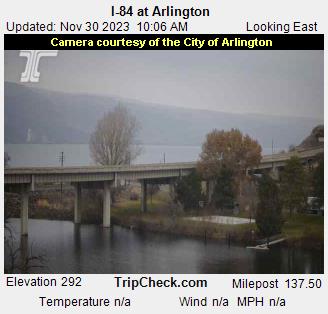 I-84 at Arlington
Updated: Nov 30 2023 10:06 AM Looking East
Camera courtesy of the City of Arlington
Elevation 292 TripCheck.com Milepost 137.50
Temperature n/a Wind n/a MPH n/a